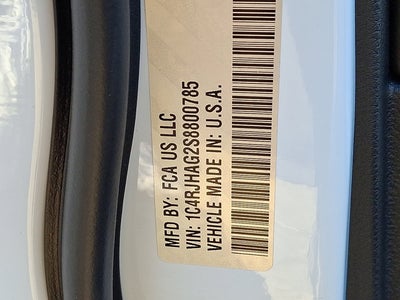 MFD BY: FCA US LLC
VIN: 1C4RJHAG2S8800785
VEHICLE MADE IN: U.S.A.